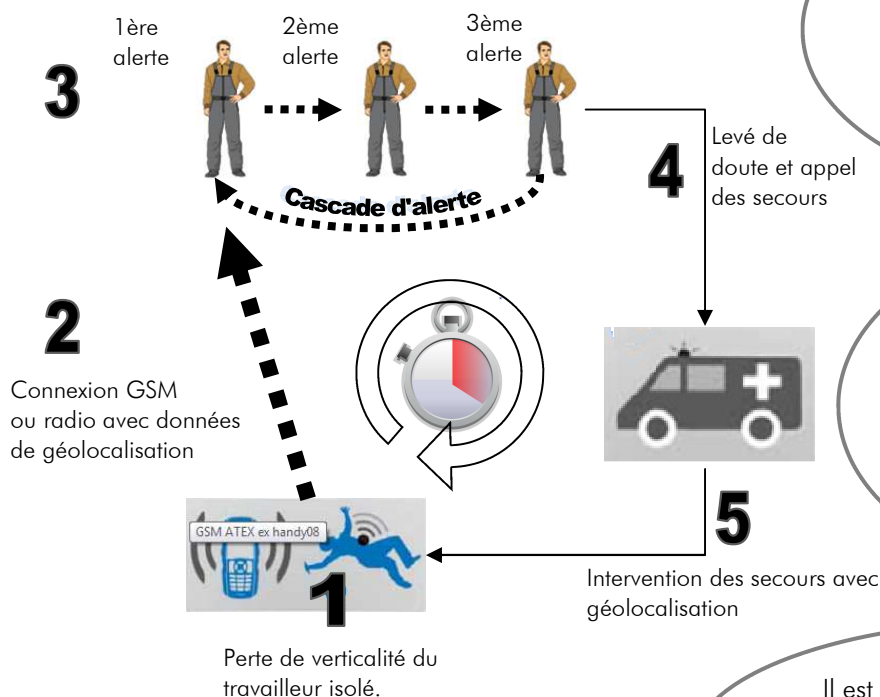 1ère
alerte
2ème
alerte
3ème
alerte
3
Cascade d'alerte
4
Levé de
doute et appel
des secours
2
Connexion GSM
ou radio avec données
de géolocalisation
GSM ATEX ex handy08
1
Perte de verticalité du
travailleur isolé.
5
Intervention des secours avec
géolocalisation
Il est